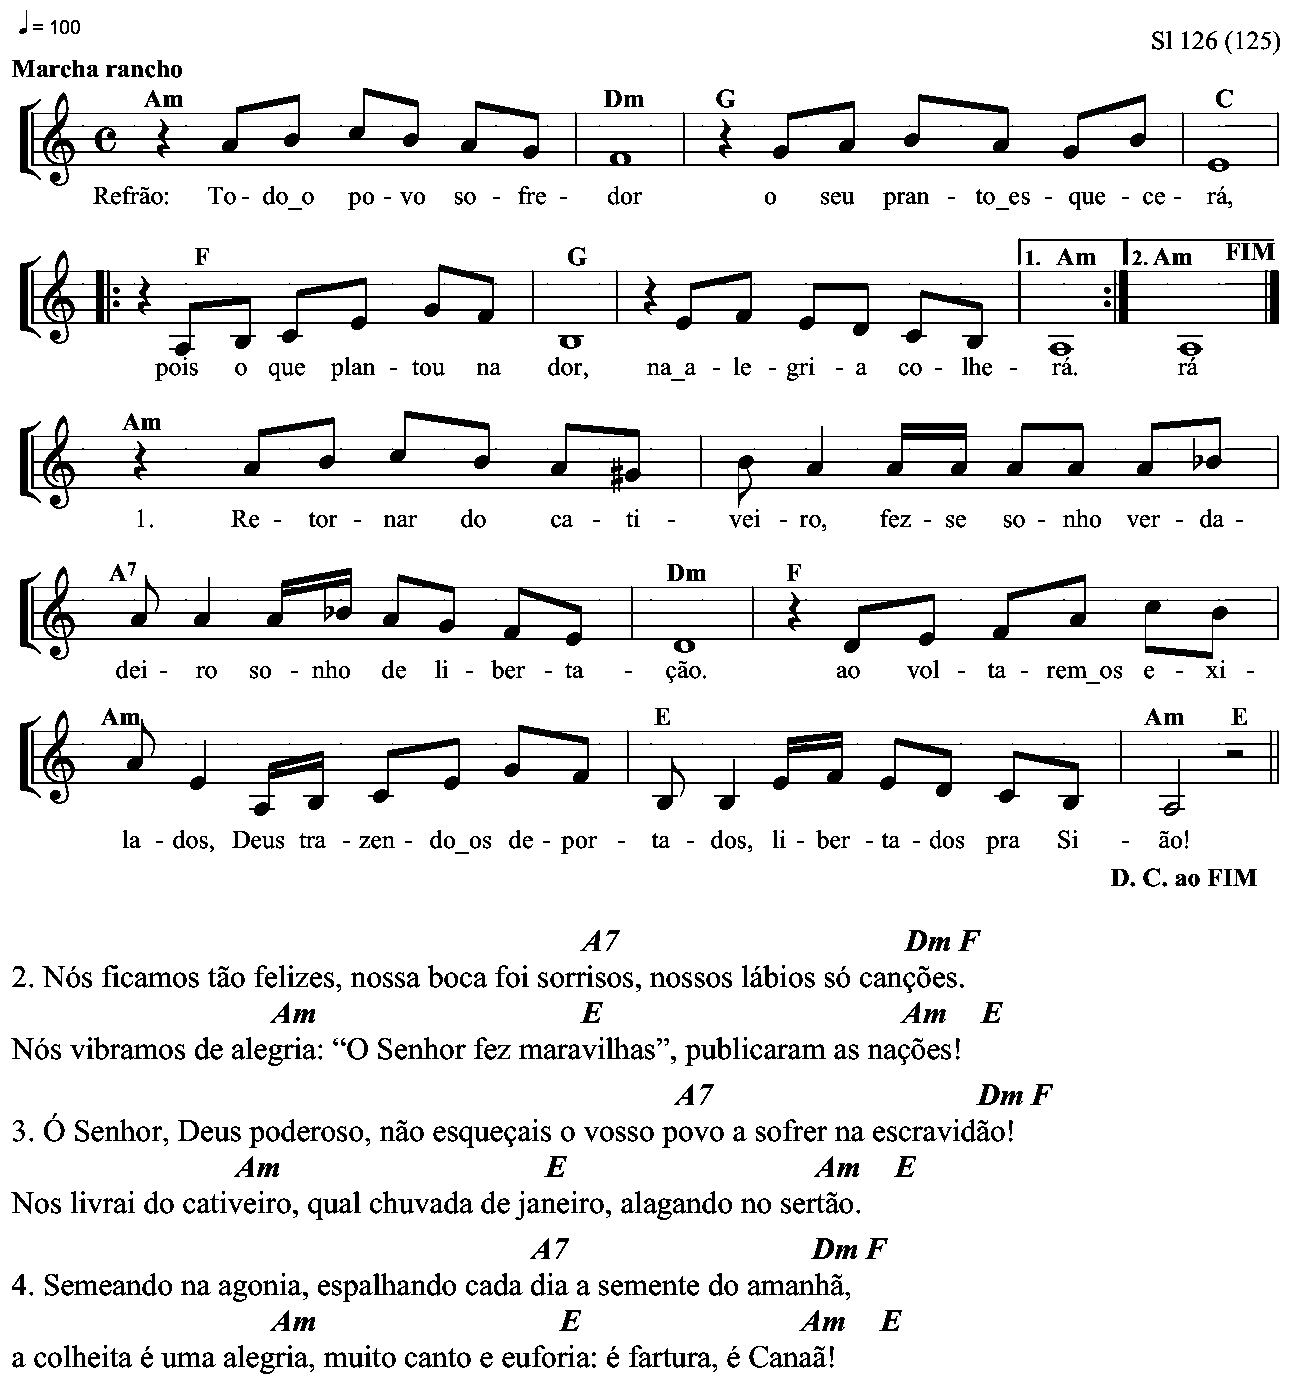 = 100
Sl 126 (125)
Marcha rancho
Am Dm G C
Refrão: To - do_o po - vo so - fre - dor o seu pran - to_es - que - ce - rá,
F G 1. Am 2. Am FIM
pois o que plan - tou na dor, na_a - le - gri - a co - lhe - rá. rá
Am
1. Re - tor - nar do ca - ti - vei - ro, fez - se so - nho ver - da -
A7 Dm F
dei - ro so - nho de li - ber - ta - ção. ao vol - ta - rem_os e - xi -
Am E Am E
la - dos, Deus tra - zen - do_os de - por - ta - dos, li - ber - ta - dos pra Si - ão!
D. C. ao FIM
A7 Dm F
2. Nós ficamos tão felizes, nossa boca foi sorrisos, nossos lábios só canções.
Am E Am E
Nós vibramos de alegria: “O Senhor fez maravilhas”, publicaram as nações!
A7 Dm F
3. Ó Senhor, Deus poderoso, não esqueçais o vosso povo a sofrer na escravidão!
Am E Am E
Nos livrai do cativeiro, qual chuvada de janeiro, alagando no sertão.
A7 Dm F
4. Semeando na agonia, espalhando cada dia a semente do amanhã,
Am E Am E
a colheita é uma alegria, muito canto e euforia: é fartura, é Canaã!